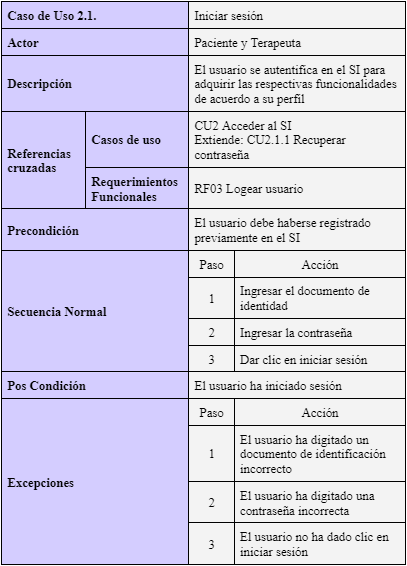 Caso de Uso 2.1.
Iniciar sesión
Actor
Paciente y Terapeuta
Descripción
El usuario se autentifica en el SI para
adquirir las respectivas funcionalidades
de acuerdo a su perfil
Referencias
cruzadas
Casos de uso
CU2 Acceder al SI
Extiende: CU2.1.1 Recuperar
contraseña
Requerimientos
Funcionales
RF03 Logear usuario
Precondición
El usuario debe haberse registrado
previamente en el SI
Secuencia Normal
Paso Acción
1 Ingresar el documento de
identidad
2 Ingresar la contraseña
3 Dar clic en iniciar sesión
Pos Condición
El usuario ha iniciado sesión
Excepciones
Paso Acción
1 El usuario ha digitado un
documento de identificación
incorrecto
2 El usuario ha digitado una
contraseña incorrecta
3 El usuario no ha dado clic en
iniciar sesión